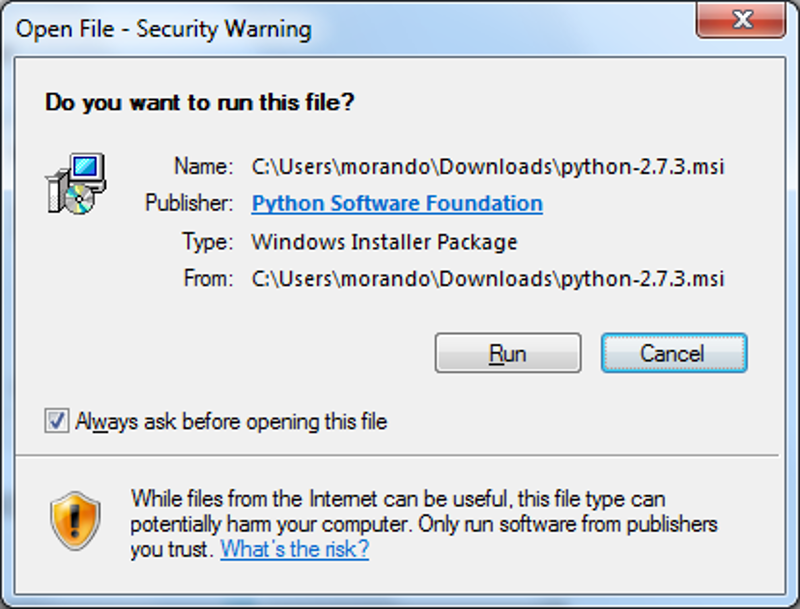 Open File - Security Warning
Do you want to run this file?
Name: C:\Users\morando\Downloads\python-2.7.3.msi
Publisher: Python Software Foundation
Type: Windows Installer Package
From: C:\Users\morando\Downloads\python-2.7.3.msi
Run Cancel
Always ask before opening this file
While files from the Internet can be useful, this file type can
potentially harm your computer. Only run software from publishers
you trust. What's the risk?